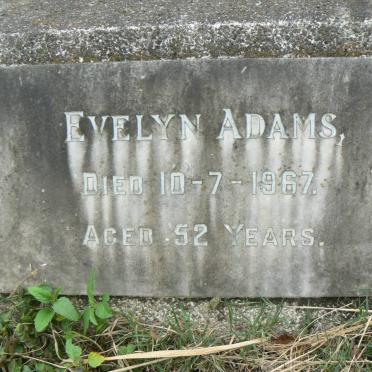 EVELYN ADAMS,
DIED 10-7-1967.
AGED 52 YEARS.